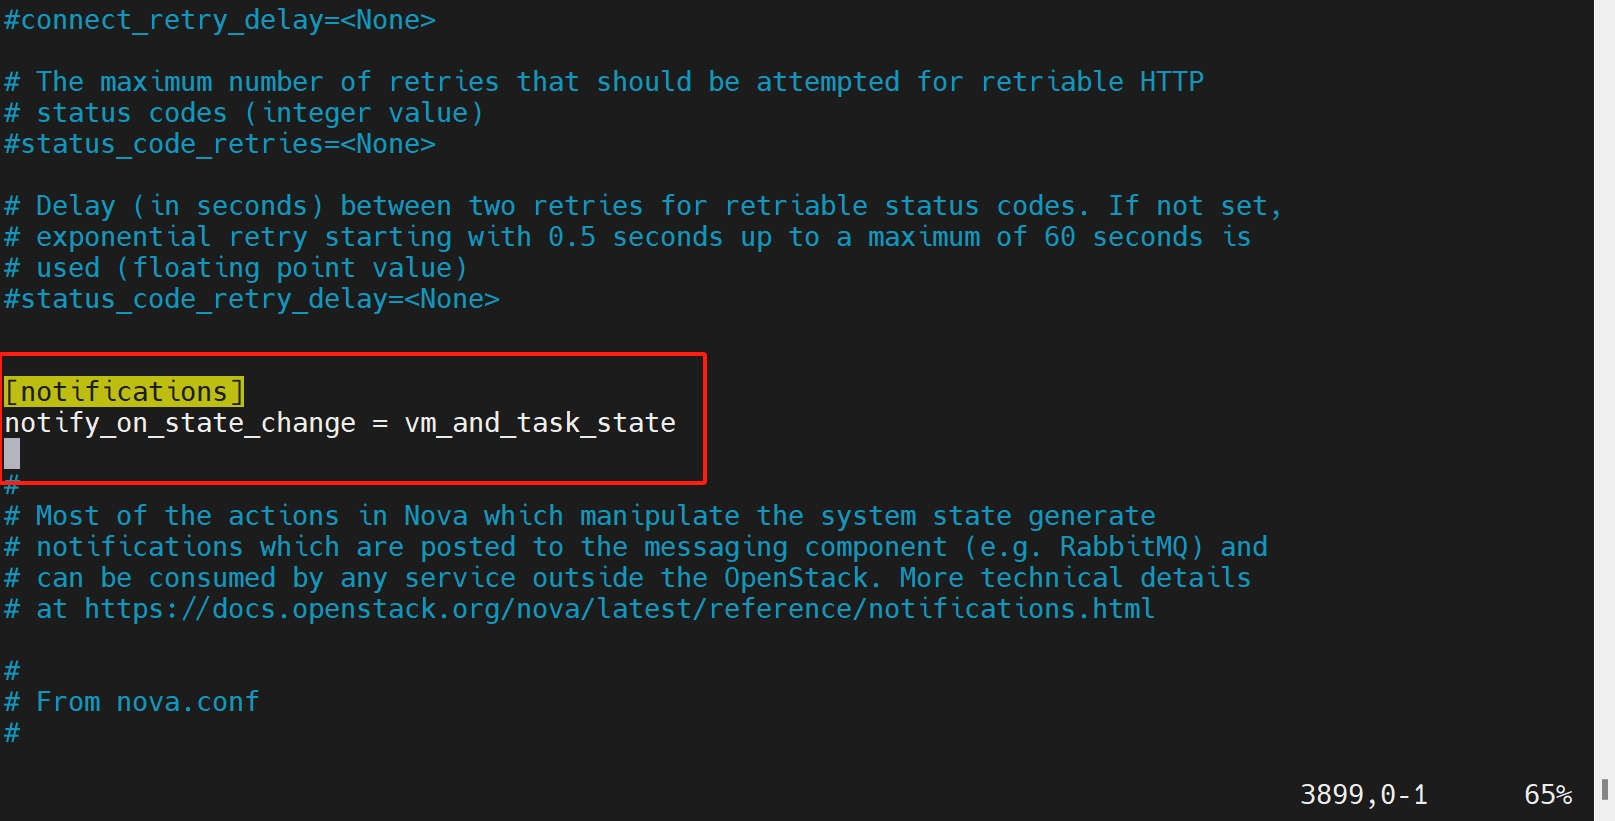 #connect_retry_delay=<None>
# The maximum number of retries that should be attempted for retriable HTTP
# status codes (integer value)
#status_code_retries=<None>
# Delay (in seconds) between two retries for retriable status codes. If not set,
# exponential retry starting with 0.5 seconds up to a maximum of 60 seconds is
# used (floating point value)
#status_code_retry_delay=<None>
[notifications]
notify_on_state_change = vm_and_task_state
#
# Most of the actions in Nova which manipulate the system state generate
# notifications which are posted to the messaging component (e.g. RabbitMQ) and
# can be consumed by any service outside the OpenStack. More technical details
# at https://docs.openstack.org/nova/latest/reference/notifications.html
#
# From nova.conf
#
3899,0-1 65%